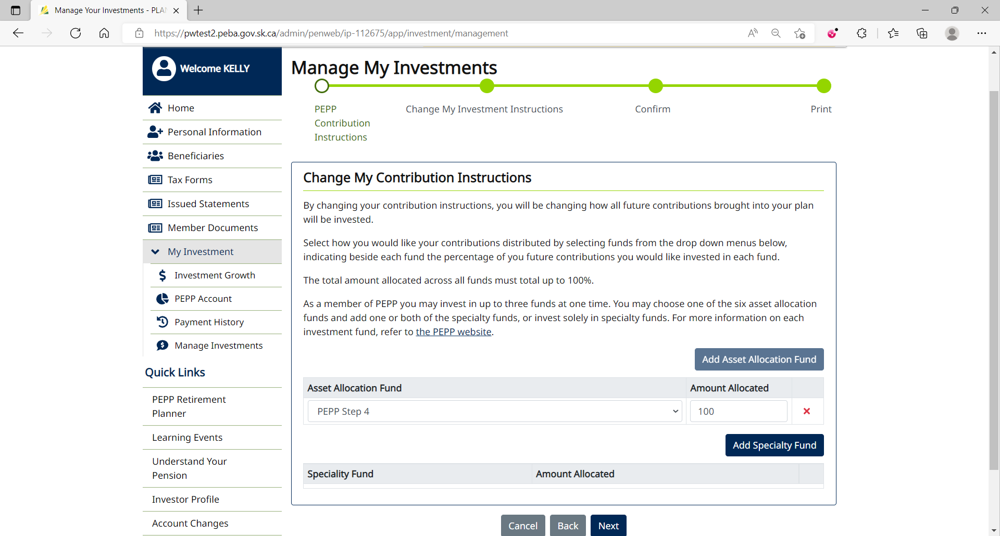 Manage Your Investments - PLA
https://pwtest2.peba.gov.sk.ca/admin/penweb/ip-112675/app/investment/management
Welcome KELLY
Home
Personal Information
Beneficiaries
Tax Forms
Issued Statements
Member Documents
My Investment
Investment Growth
PEPP Account
Payment History
Manage Investments
Quick Links
PEPP Retirement
Planner
Learning Events
Understand Your
Pension
Investor Profile
Account Changes
Manage My Investments
PEPP
Contribution
Instructions
Change My Investment Instructions
Confirm
Print
Change My Contribution Instructions
By changing your contribution instructions, you will be changing how all future contributions brought into your plan
will be invested.
Select how you would like your contributions distributed by selecting funds from the drop down menus below,
indicating beside each fund the percentage of you future contributions you would like invested in each fund.
The total amount allocated across all funds must total up to 100%.
As a member of PEPP you may invest in up to three funds at one time. You may choose one of the six asset allocation
funds and add one or both of the specialty funds, or invest solely in specialty funds. For more information on each
investment fund, refer to the PEPP website.
Add Asset Allocation Fund
Asset Allocation Fund Amount Allocated
PEPP Step 4 100
Add Specialty Fund
Speciality Fund Amount Allocated
Cancel Back Next